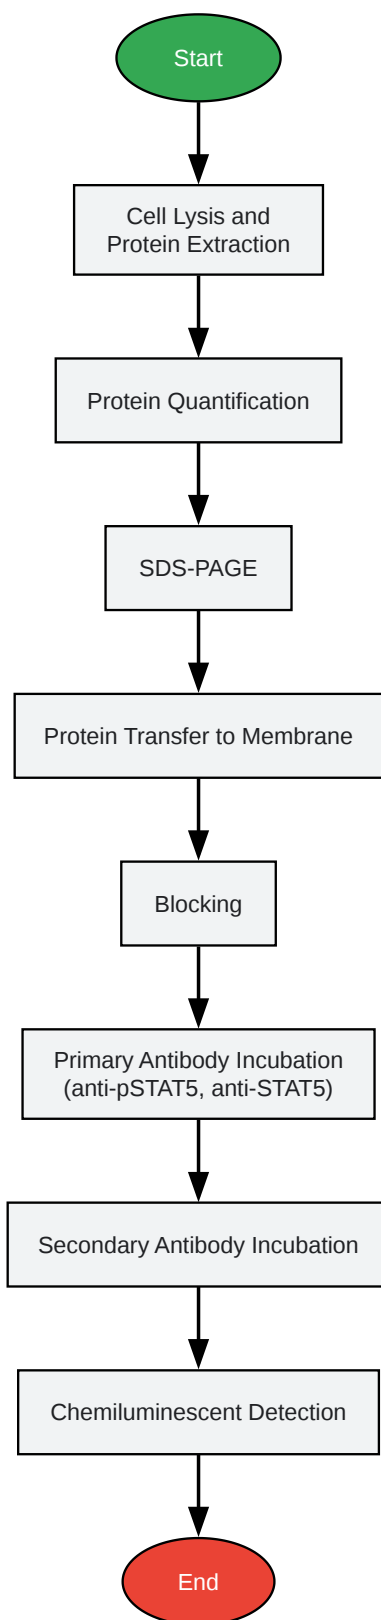 Start
Cell Lysis and
Protein Extraction
Protein Quantification
SDS-PAGE
Protein Transfer to Membrane
Blocking
Primary Antibody Incubation
(anti-pSTAT5, anti-STAT5)
Secondary Antibody Incubation
Chemiluminescent Detection
End